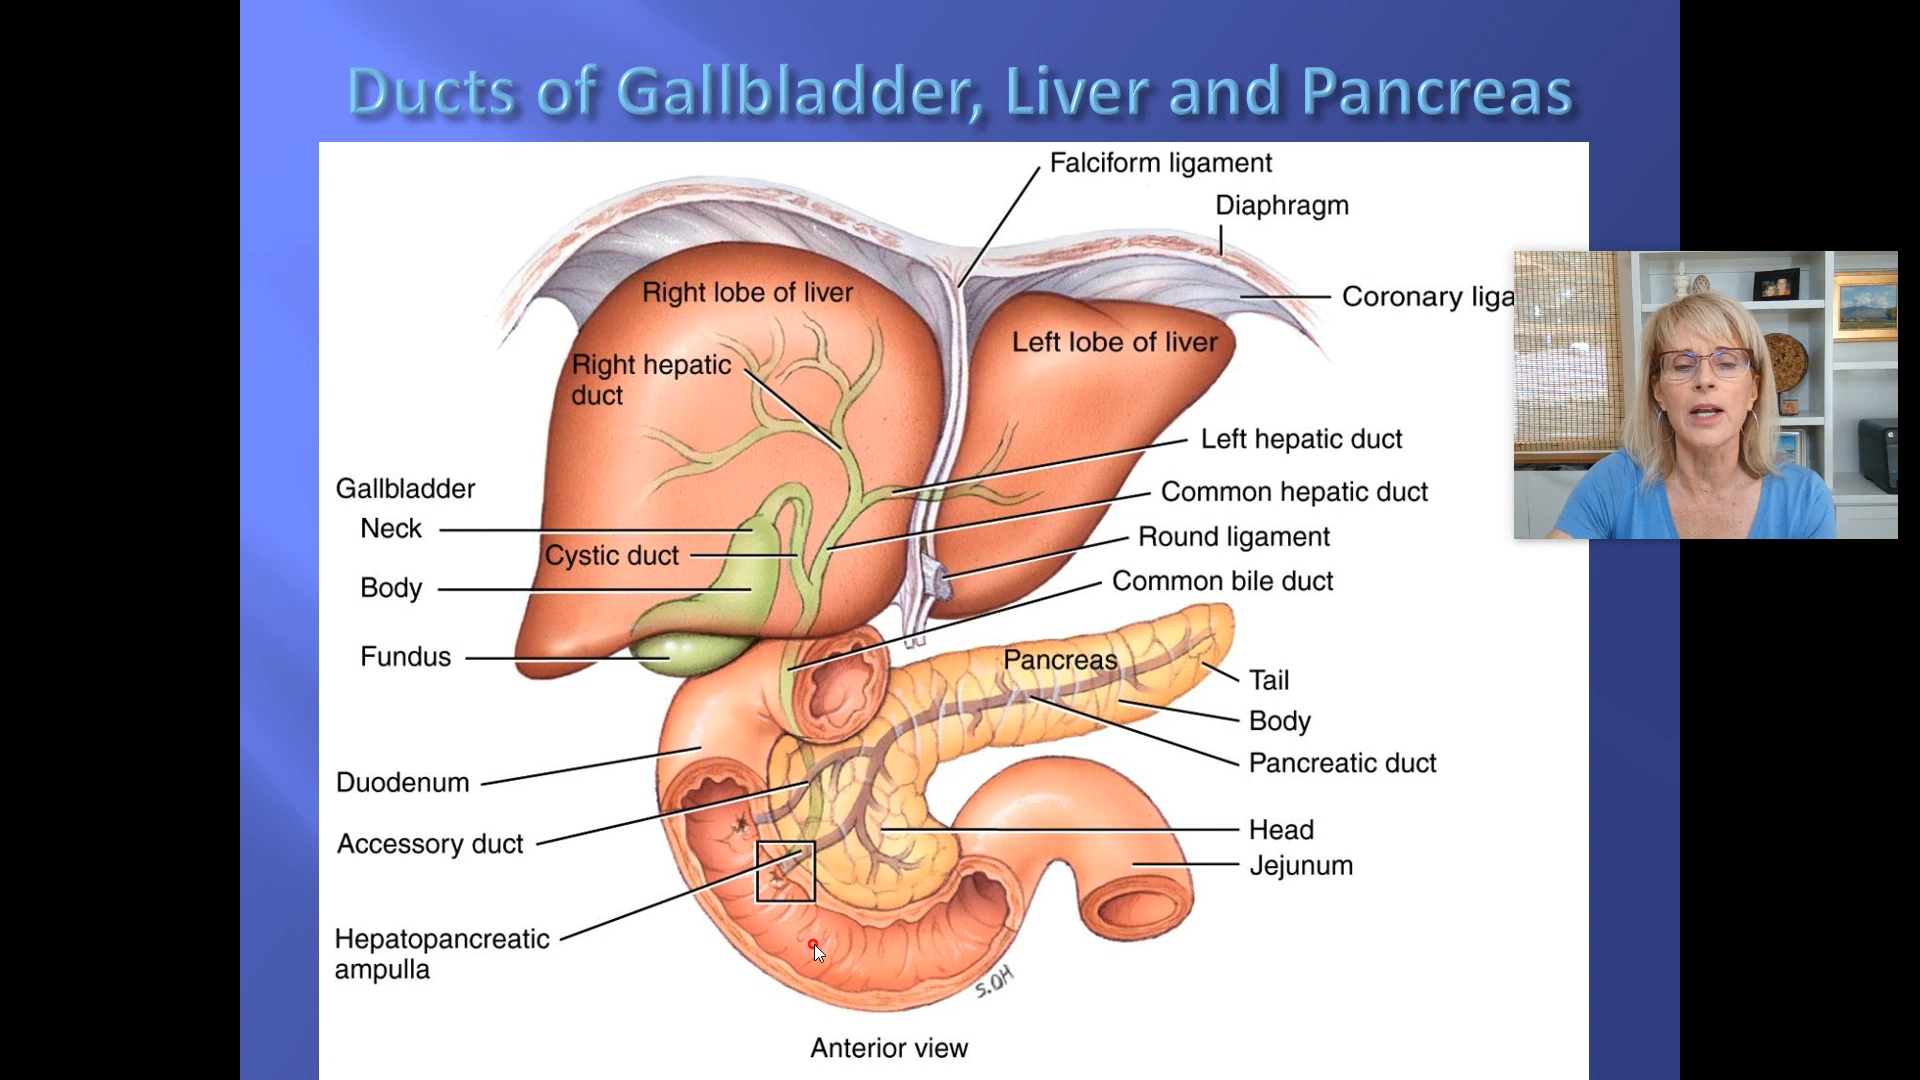 Ducts of Gallbladder, Liver and Pancreas
Falciform ligament
Diaphragm
Right lobe of liver
Coronary liga
Left lobe of liver
Right hepatic
duct
Left hepatic duct
Gallbladder
Common hepatic duct
Neck
Round ligament
Cystic duct
Common bile duct
Body
Fundus
Pancreas
Tail
Body
Duodenum
Pancreatic duct
Accessory duct
Head
Jejunum
Hepatopancreatic
ampulla
S.OH
Anterior view